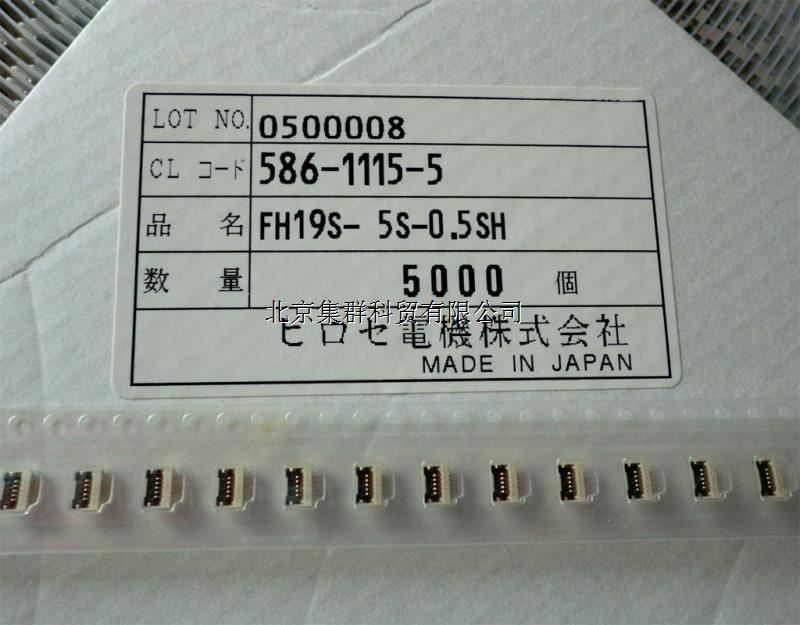 LOT NO. 0500008
CL コード 586-1115-5
品 名 FH19S- 5S-0.5SH
数 量 5000 個
北京集群科贸有限公司
ヒロセ電機株式会社
MADE IN JAPAN